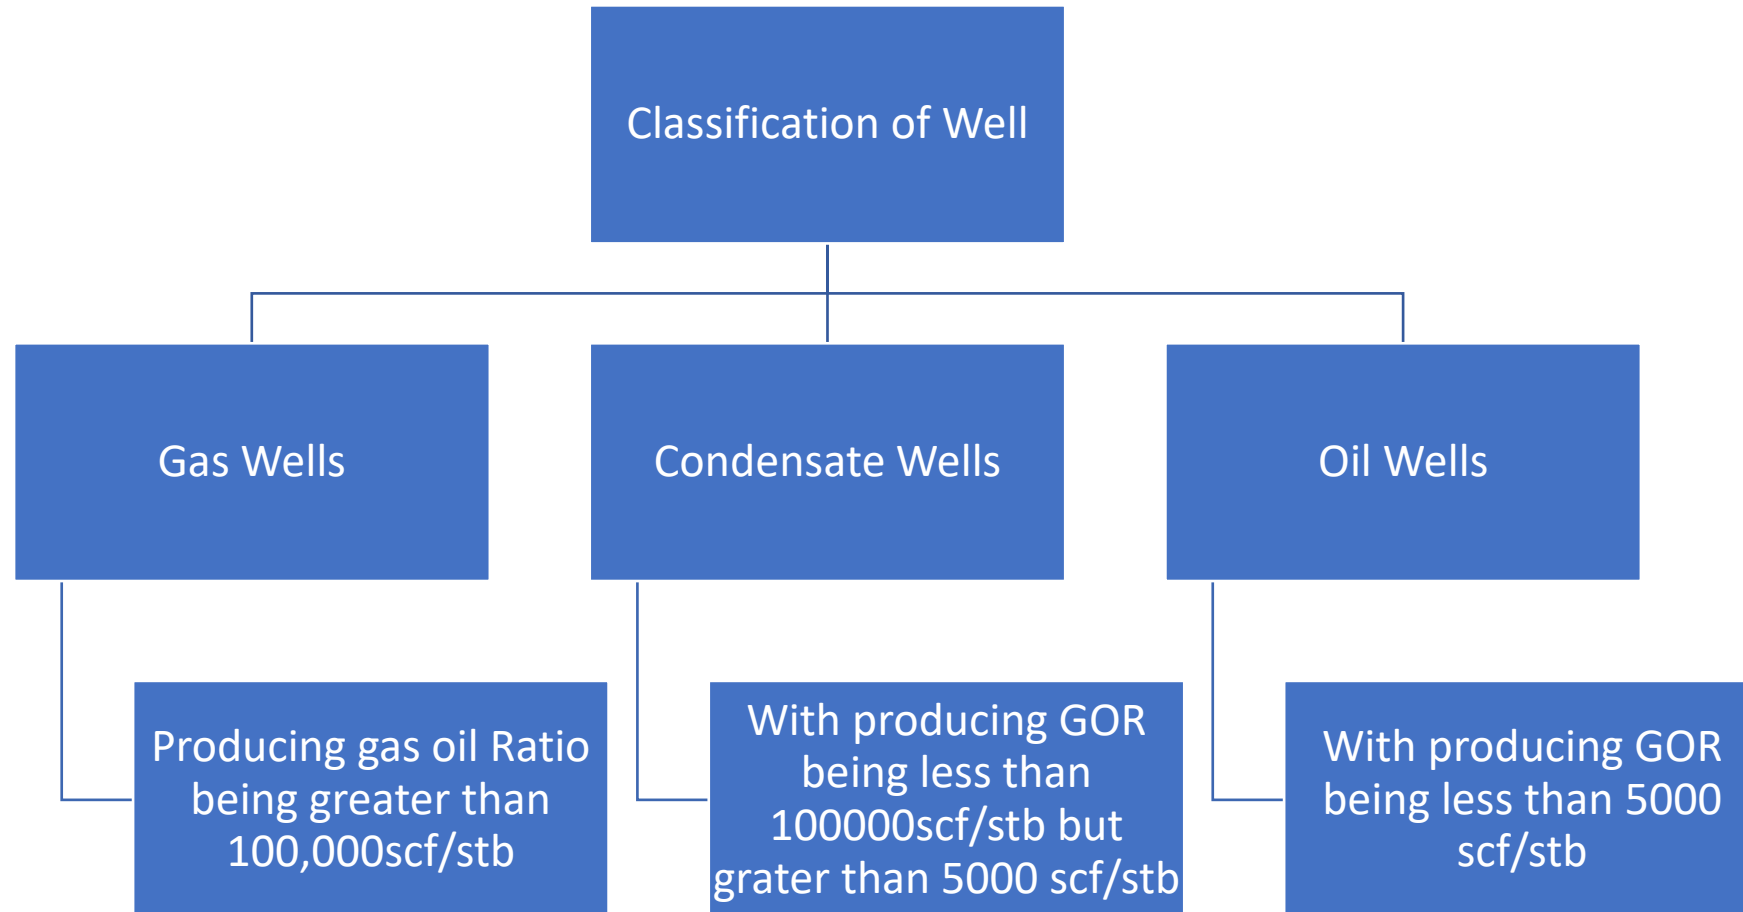 Classification of Well
Gas Wells
Condensate Wells
Oil Wells
Producing gas oil Ratio
being greater than
100,000scf/stb
With producing GOR
being less than
100000scf/stb but
grater than 5000 scf/stb
With producing GOR
being less than 5000
scf/stb